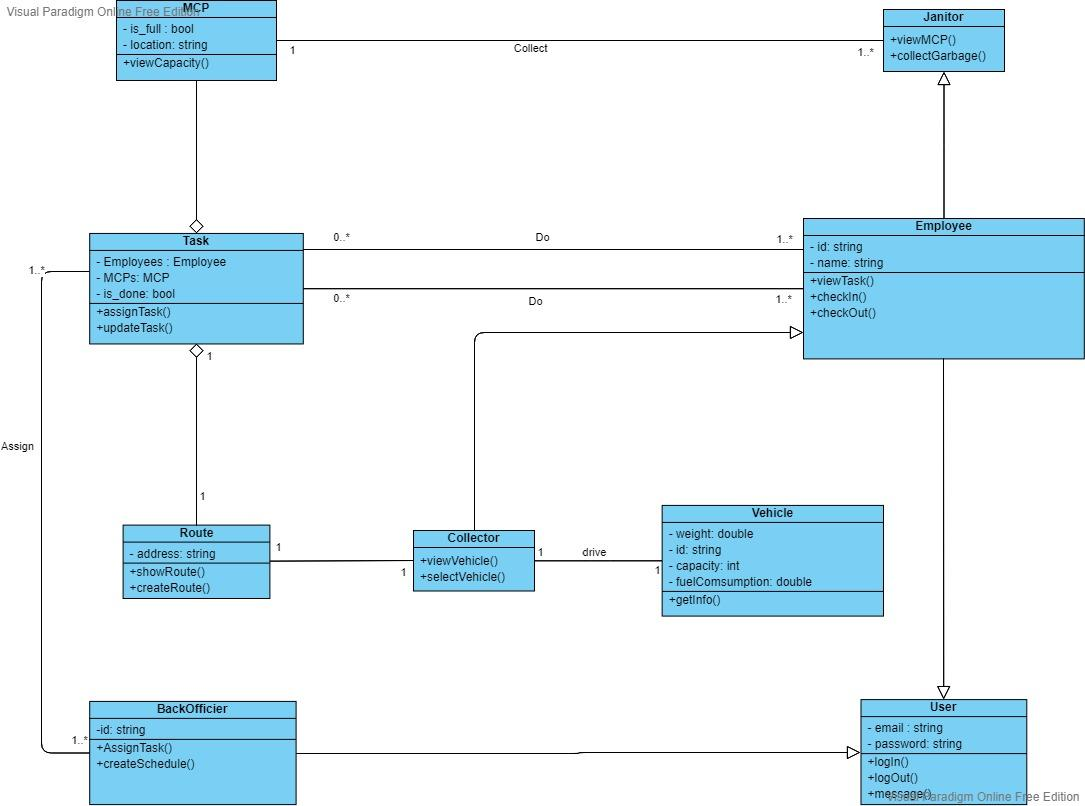 Visual Paradigm Online Free Edition
MCP
- is_full : bool
- location: string
+viewCapacity()
1
Collect
1..*
Janitor
+viewMCP()
+collectGarbage()
Task
- Employees : Employee
- MCPs: MCP
- is_done: bool
+assignTask()
+updateTask()
0..*
Do
1..*
0..*
Do
1..*
Employee
- id: string
- name: string
+viewTask()
+checkIn()
+checkOut()
1..*
1
Assign
1
Route
- address: string
+showRoute()
+createRoute()
1
1
Collector
+viewVehicle()
+selectVehicle()
1
drive
1
Vehicle
- weight: double
- id: string
- capacity: int
- fuelComsumption: double
+getInfo()
1..*
BackOfficier
-id: string
+AssignTask()
+createSchedule()
User
- email : string
- password: string
+logIn()
+logOut()
+message()
Visual Paradigm Online Free Edition